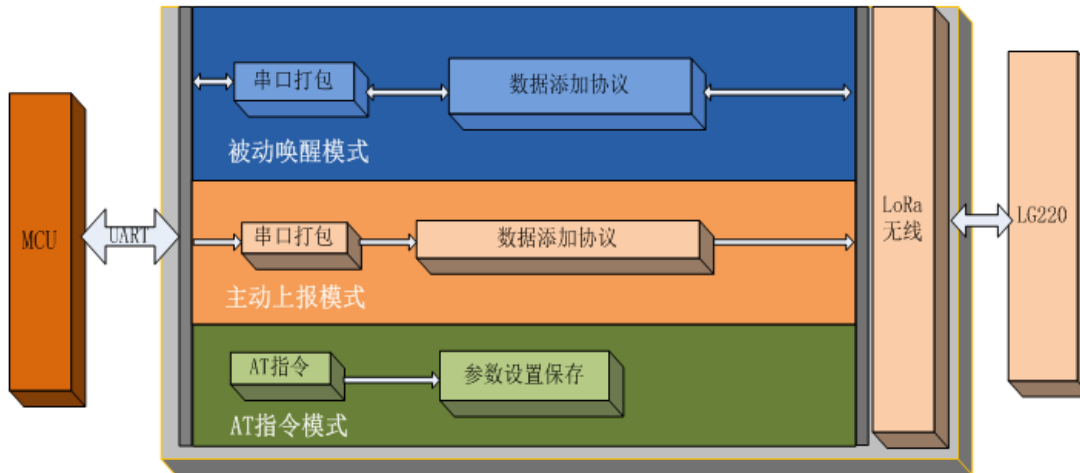 串口打包
数据添加协议
被动唤醒模式
MCU
UART
串口打包
数据添加协议
主动上报模式
LoRa
无线
LG220
AT指令
参数设置保存
AT指令模式